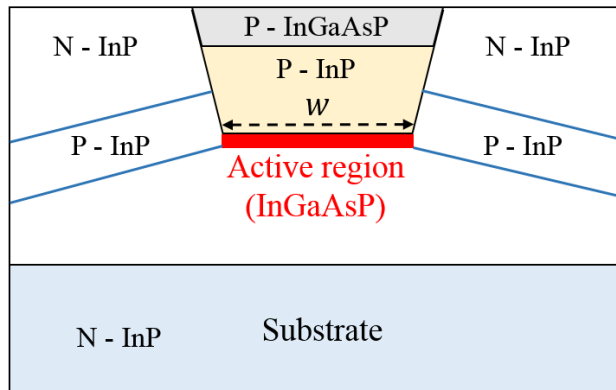 P - InGaAsP
N - InP
N - InP
P - InP
w
P - InP
P - InP
Active region
(InGaAsP)
Substrate
N - InP